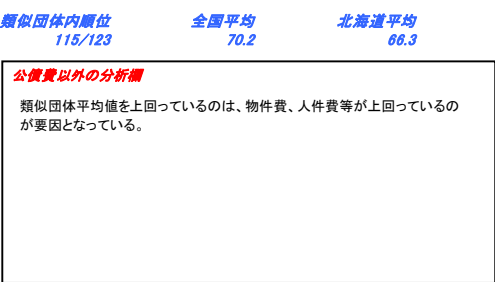 類似団体内順位 全国平均 北海道平均
115/123 70.2 66.3
公債費以外の分析欄
類似団体平均値を上回っているのは、物件費、人件費等が上回っているの
が要因となっている。